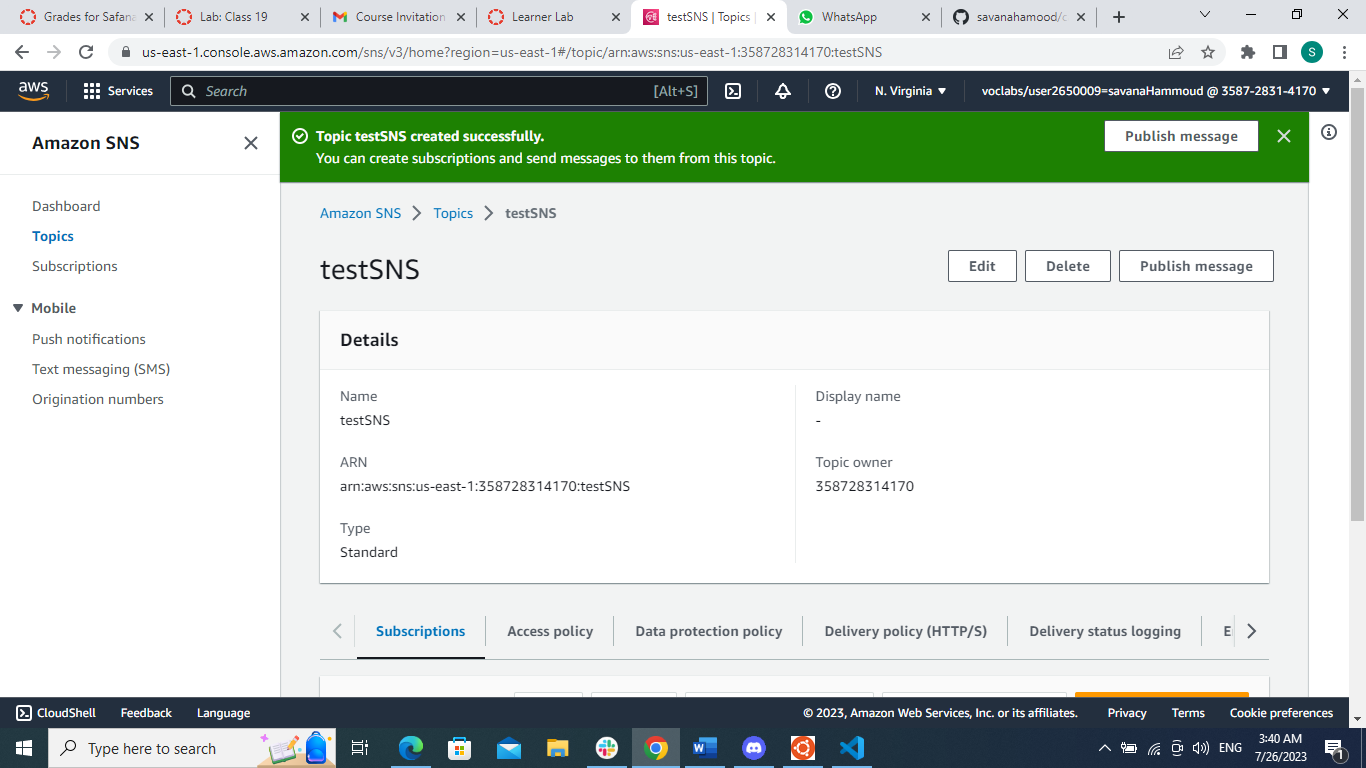 Grades for Safana
Lab: Class 19
Course Invitation
Learner Lab
testSNS | Topics |
WhatsApp
savanahamood/c
us-east-1.console.aws.amazon.com/sns/v3/home?region=us-east-1#/topic/arn:aws:sns:us-east-1:358728314170:testSNS
S
aws
Services
Search
[Alt+S]
N. Virginia
voclabs/user2650009=savanaHammoud @ 3587-2831-4170
Amazon SNS
Dashboard
Topics
Subscriptions
Mobile
Push notifications
Text messaging (SMS)
Origination numbers
Topic testSNS created successfully.
You can create subscriptions and send messages to them from this topic.
Publish message
Amazon SNS
Topics
testSNS
testSNS
Edit
Delete
Publish message
Details
Name
testSNS
ARN
arn:aws:sns:us-east-1:358728314170:testSNS
Type
Standard
Display name
-
Topic owner
358728314170
Subscriptions
Access policy
Data protection policy
Delivery policy (HTTP/S)
Delivery status logging
CloudShell
Feedback
Language
© 2023, Amazon Web Services, Inc. or its affiliates.
Privacy
Terms
Cookie preferences
Type here to search
ENG
3:40 AM
7/26/2023
1